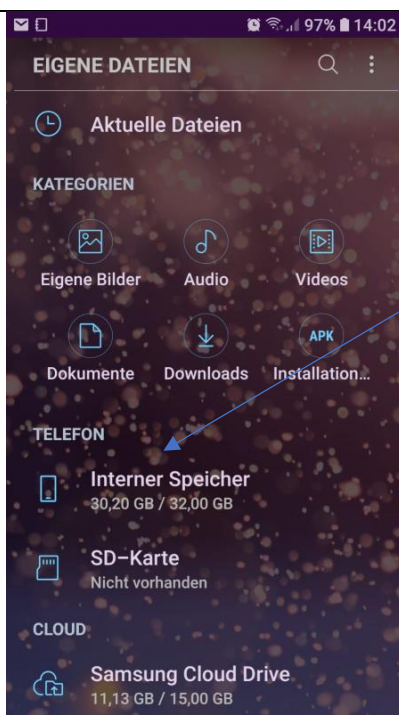 97% 14:02
EIGENE DATEIEN
Aktuelle Dateien
KATEGORIEN
Eigene Bilder Audio Videos
APK
Dokumente Downloads Installation...
TELEFON
Interner Speicher
30,20 GB / 32,00 GB
SD-Karte
Nicht vorhanden
CLOUD
Samsung Cloud Drive
11,13 GB / 15,00 GB